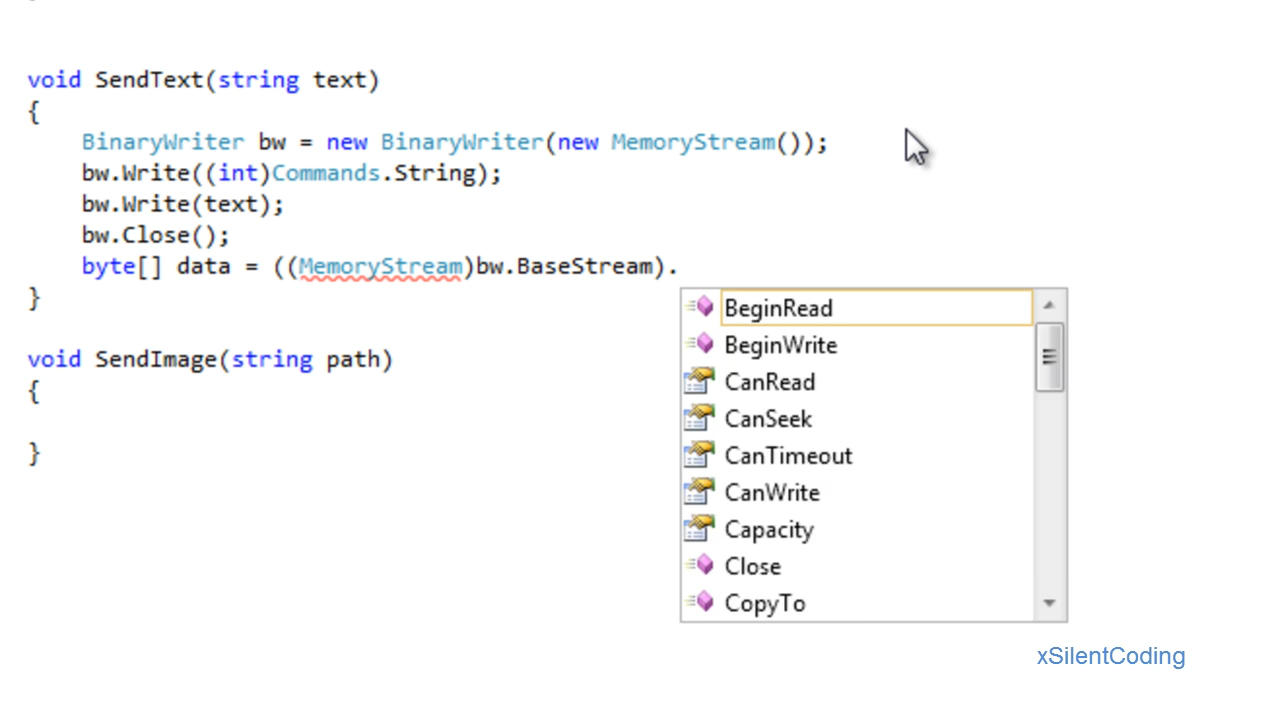 void SendText(string text)
{
BinaryWriter bw = new BinaryWriter(new MemoryStream());
bw.Write((int)Commands.String);
bw.Write(text);
bw.Close();
byte[] data = ((MemoryStream)bw.BaseStream).
}
BeginRead
BeginWrite
CanRead
CanSeek
CanTimeout
CanWrite
Capacity
Close
CopyTo
void SendImage(string path)
{
}
xSilentCoding